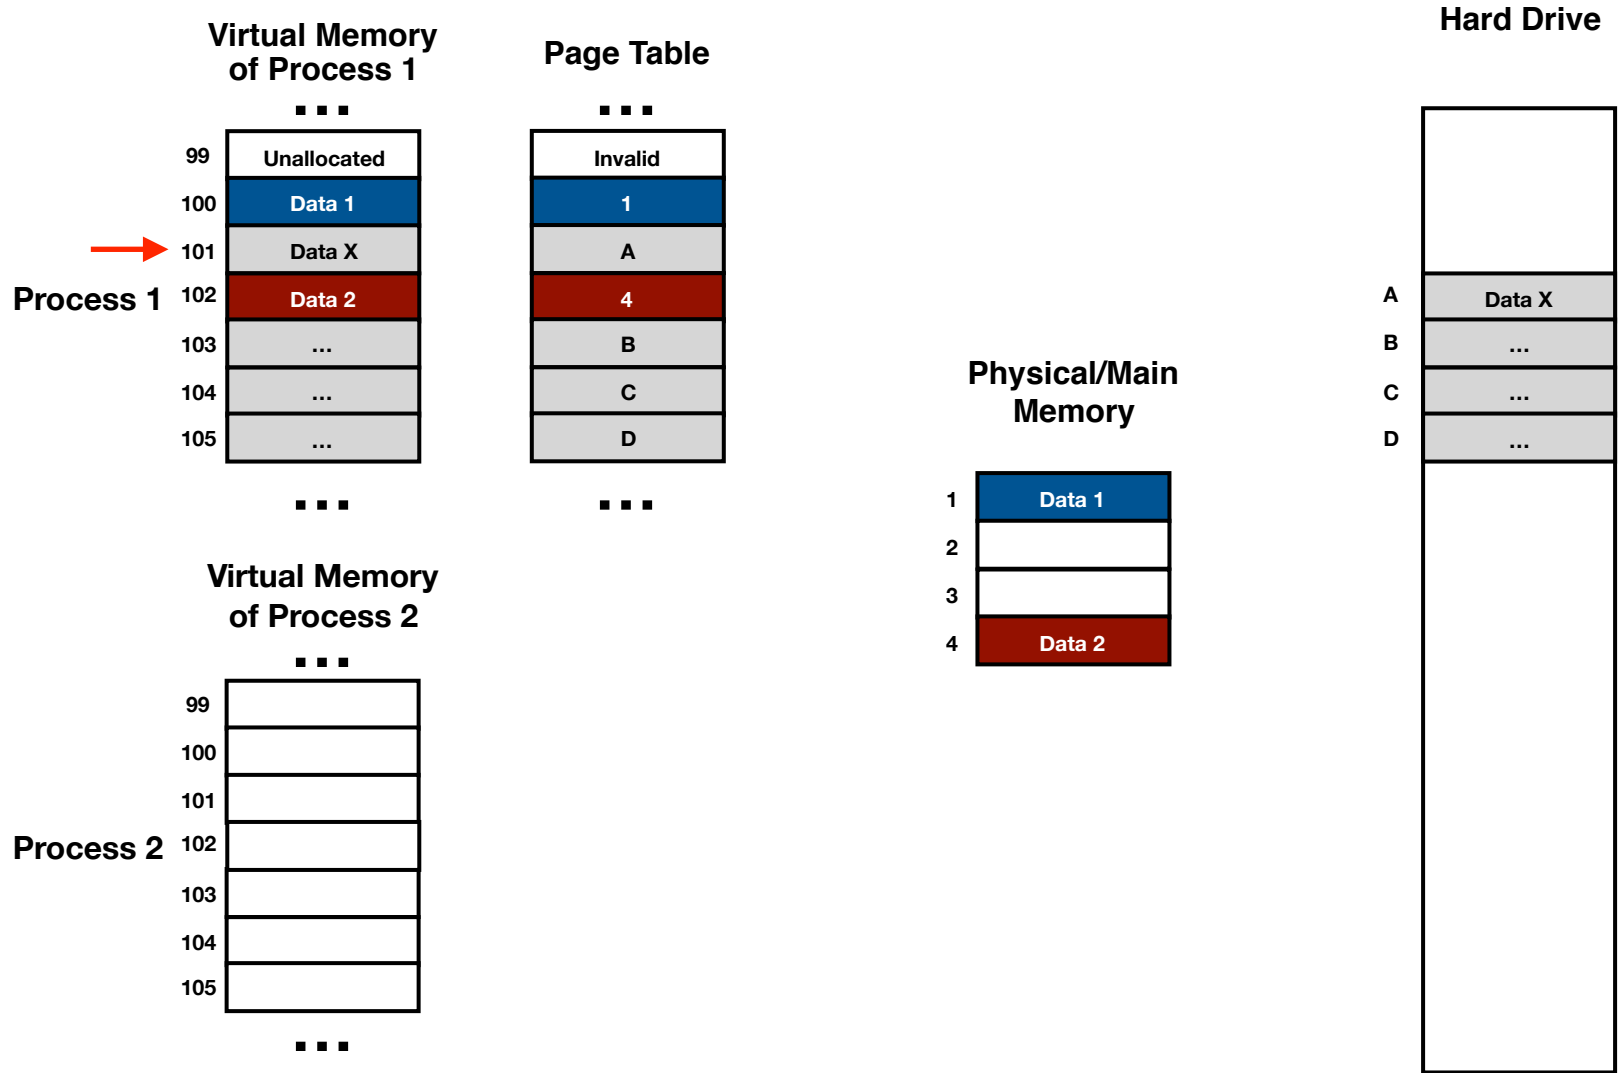 Virtual Memory
of Process 1
...
99 Unallocated
100 Data 1
101 Data X
Process 1 102 Data 2
103 ...
104 ...
105 ...
...
Page Table
...
Invalid
1
A
4
B
C
D
...
Virtual Memory
of Process 2
...
99
100
101
Process 2 102
103
104
105
...
Physical/Main
Memory
1 Data 1
2
3
4 Data 2
Hard Drive
A Data X
B ...
C ...
D ...